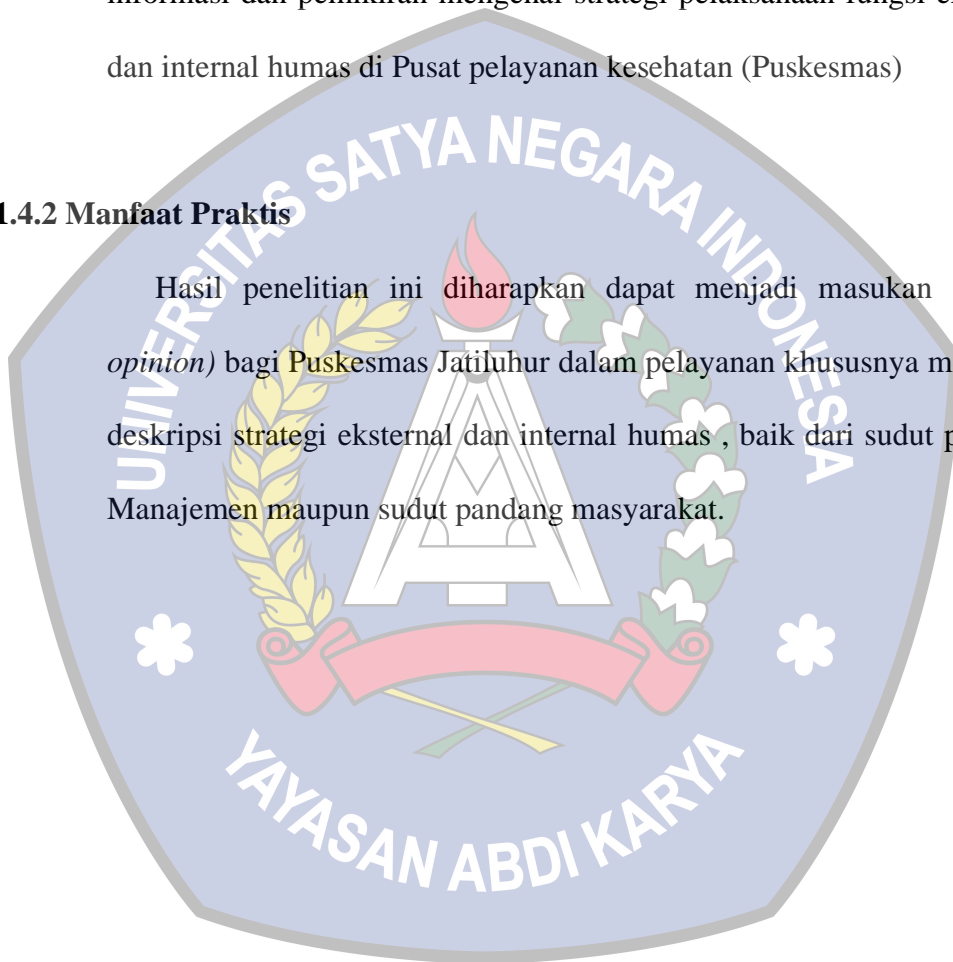 informasi dan pemikiran mengenai strategi pelaksanaan fungsi
dan internal humas di Pusat pelayanan kesehatan (Puskesmas)
1.4.2 Manfaat Praktis
Hasil penelitian ini diharapkan dapat menjadi masukan
opinion) bagi Puskesmas Jatiluhur dalam pelayanan khususnya
deskripsi strategi eksternal dan internal humas , baik dari sudut
Manajemen maupun sudut pandang masyarakat.
UNIVERSITAS SATYA NEGARA INDONESIA
YAYASAN ABDI KARYA